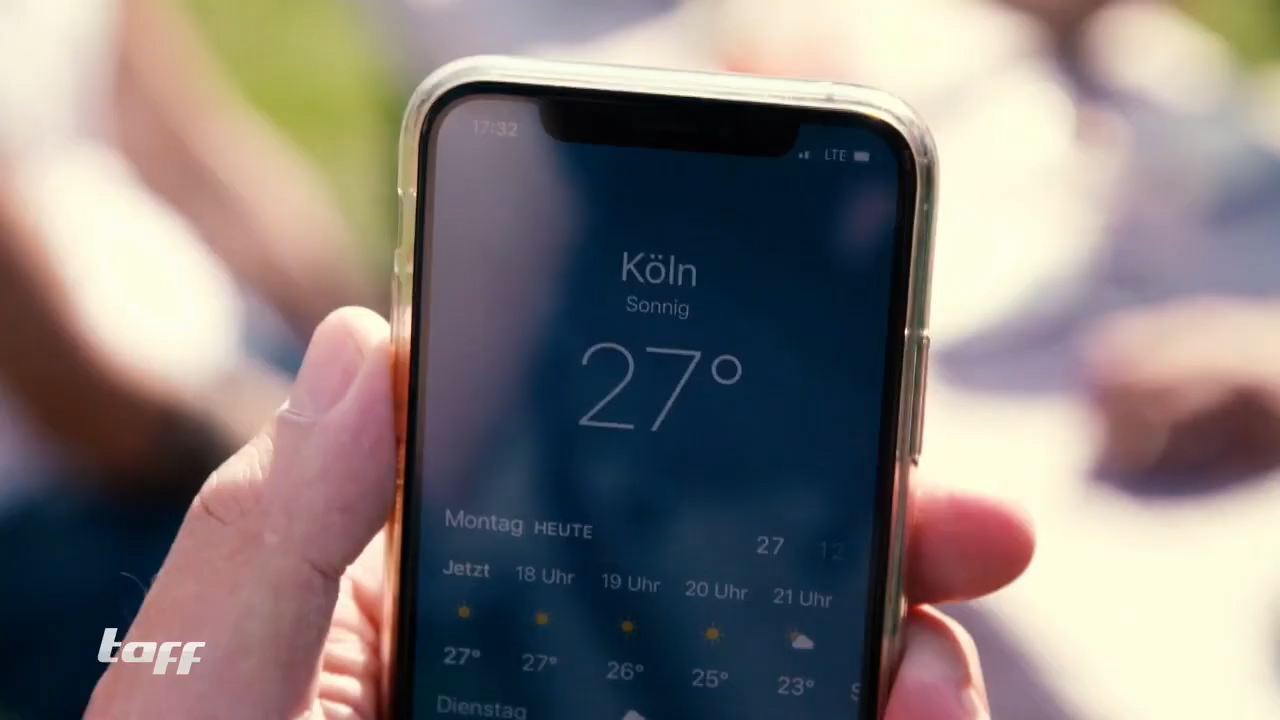 17:32
LTE
Köln
Sonnig
27°
Montag HEUTE 27 12
Jetzt 18 Uhr 19 Uhr 20 Uhr 21 Uhr
27° 27° 26° 25° 23° S
Dienstag
taff